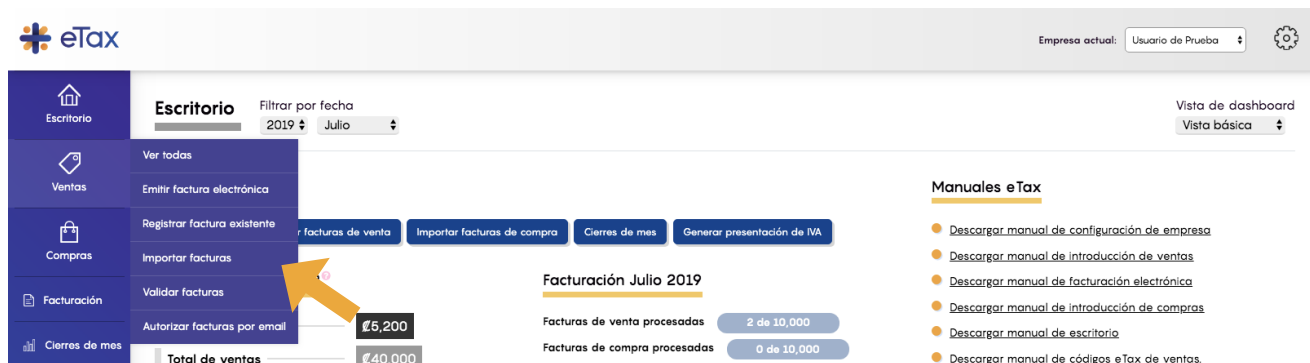 eTax
Empresa actual: Usuario de Prueba
Escritorio
Ventas
Compras
Facturación
Cierres de mes
Escritorio
Filtrar por fecha
2019 Julio
Vista de dashboard
Vista básica
Ver todas
Emitir factura electrónica
Registrar factura existente
Importar facturas
Validar facturas
Autorizar facturas por email
facturas de venta
Importar facturas de compra
Cierres de mes
Generar presentación de IVA
₡5,200
Total de ventas ₡40,000
Facturación Julio 2019
Facturas de venta procesadas 2 de 10,000
Facturas de compra procesadas 0 de 10,000
Manuales eTax
Descargar manual de configuración de empresa
Descargar manual de introducción de ventas
Descargar manual de facturación electrónica
Descargar manual de introducción de compras
Descargar manual de escritorio
Descargar manual de códigos eTax de ventas.